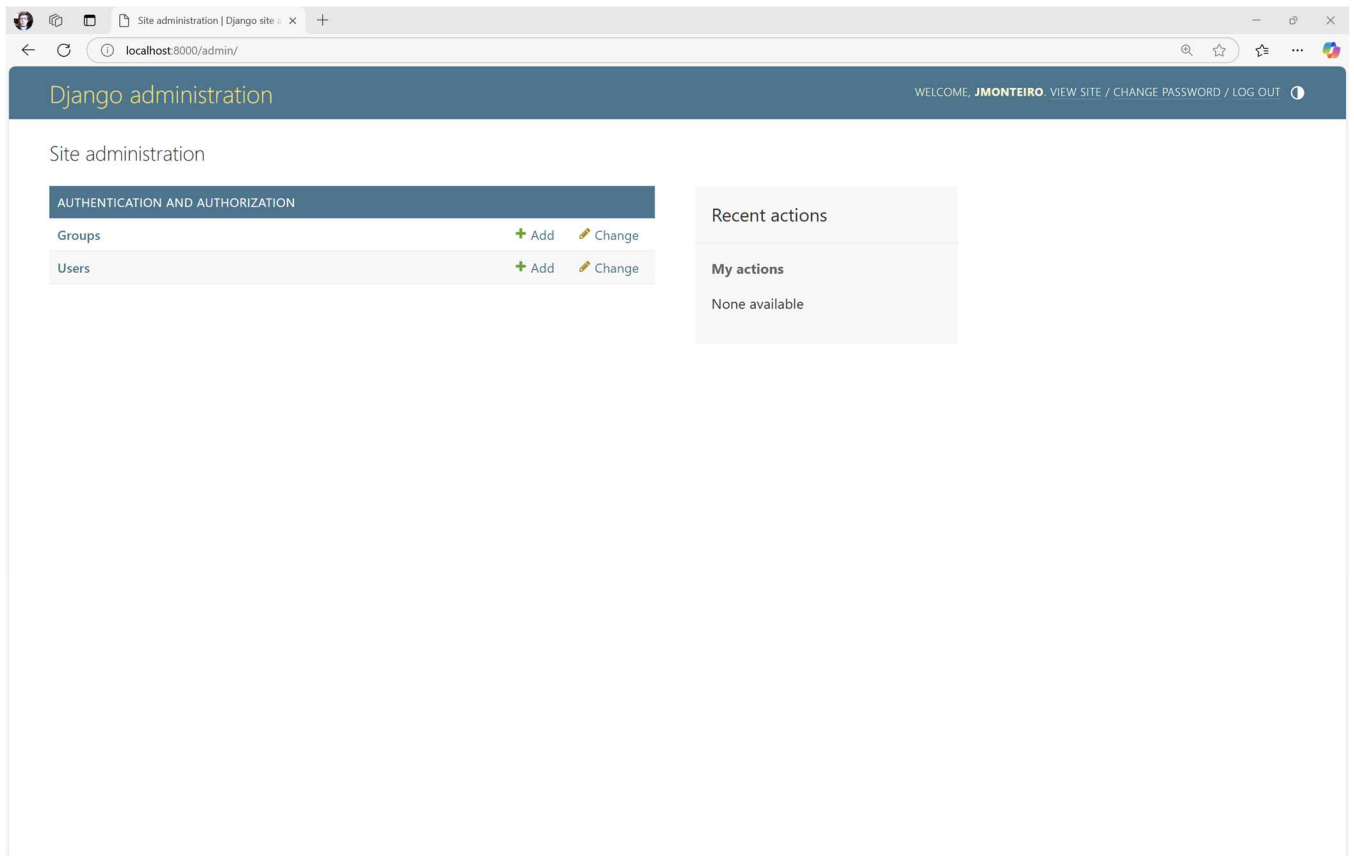 Site administration | Django site a
localhost:8000/admin/
Django administration
WELCOME, JMONTEIRO. VIEW SITE / CHANGE PASSWORD / LOG OUT
Site administration
AUTHENTICATION AND AUTHORIZATION
Groups Add Change
Users Add Change
Recent actions
My actions
None available